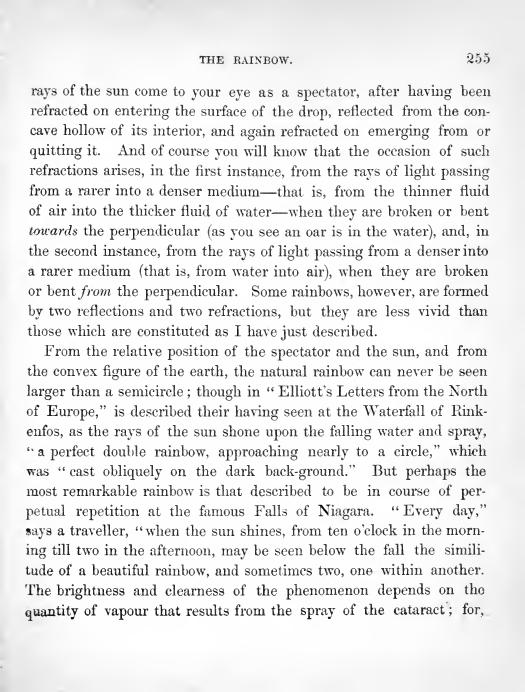 THE RAINBOW. 255
rays of the sun come to your eye as a spectator, after having been
refracted on entering the surface of the drop, reflected from the con-
cave hollow of its interior, and again refracted on emerging from or
quitting it. And of course you will know that the occasion of such
refractions arises, in the first instance, from the rays of light passing
from a rarer into a denser medium—that is, from the thinner fluid
of air into the thicker fluid of water—when they are broken or bent
towards the perpendicular (as you see an oar is in the water), and, in
the second instance, from the rays of light passing from a denser into
a rarer medium (that is, from water into air), when they are broken
or bent from the perpendicular. Some rainbows, however, are formed
by two reflections and two refractions, but they are less vivid than
those which are constituted as I have just described.
From the relative position of the spectator and the sun, and from
the convex figure of the earth, the natural rainbow can never be seen
larger than a semicircle; though in "Elliott's Letters from the North
of Europe," is described their having seen at the Waterfall of Rink-
enfos, as the rays of the sun shone upon the falling water and spray,
"a perfect double rainbow, approaching nearly to a circle," which
was "cast obliquely on the dark back-ground." But perhaps the
most remarkable rainbow is that described to be in course of per-
petual repetition at the famous Falls of Niagara. "Every day,"
says a traveller, "when the sun shines, from ten o'clock in the morn-
ing till two in the afternoon, may be seen below the fall the simili-
tude of a beautiful rainbow, and sometimes two, one within another.
The brightness and clearness of the phenomenon depends on the
quantity of vapour that results from the spray of the cataract; for,